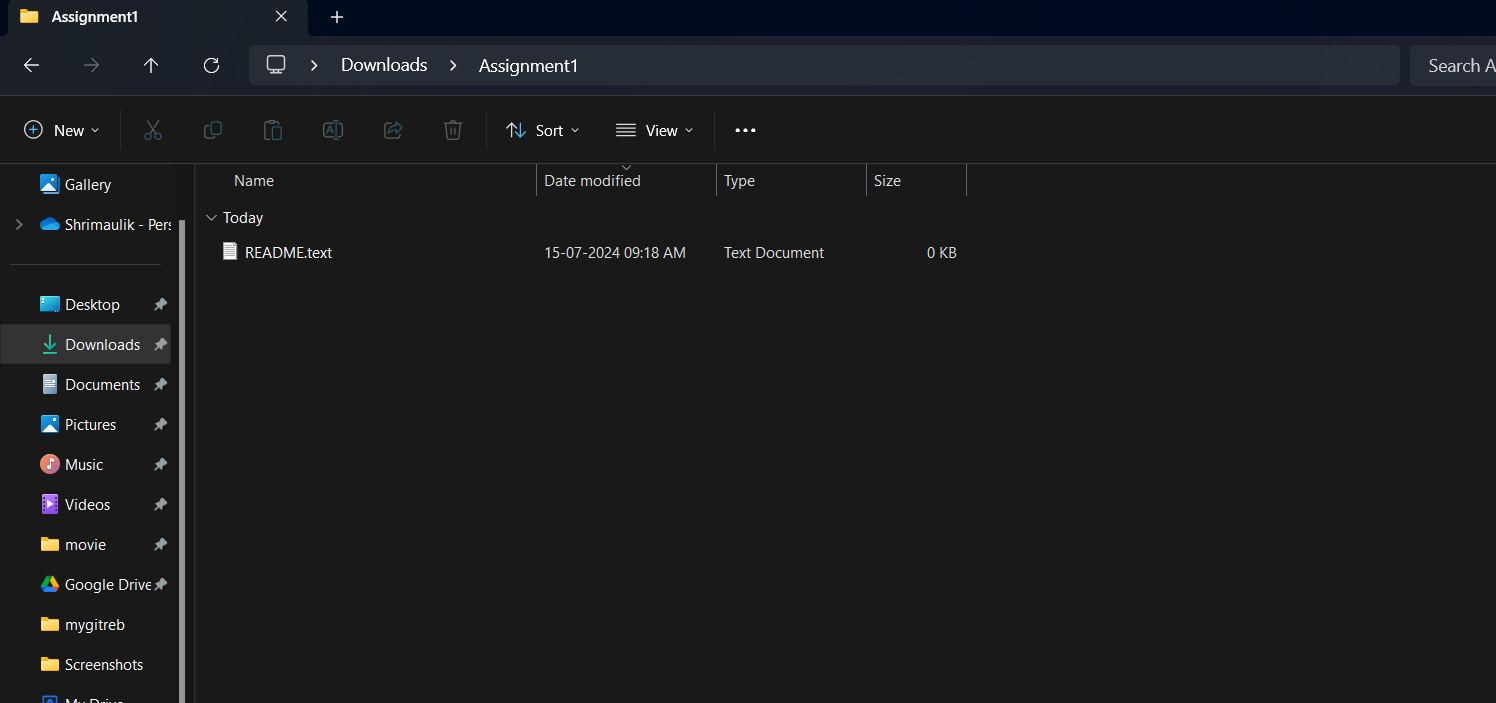 Assignment1
Downloads Assignment1 Search A
New Sort View
Name Date modified Type Size
Gallery
Today
Shrimaulik - Pers
README.text 15-07-2024 09:18 AM Text Document 0 KB
Desktop
Downloads
Documents
Pictures
Music
Videos
movie
Google Drive
mygitreb
Screenshots
My Drive